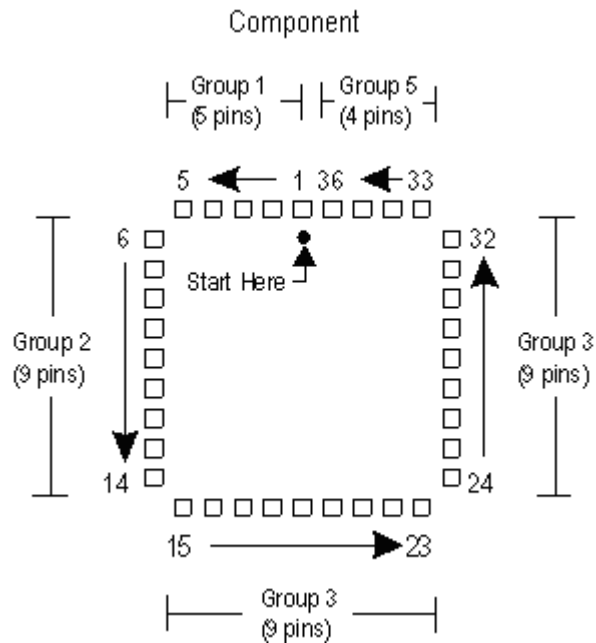 Component
Group 1
(5 pins)
Group 5
(4 pins)
5 1 36 33
6 32
Start Here
Group 2
(9 pins)
Group 3
(9 pins)
14 24
15 23
Group 3
(9 pins)